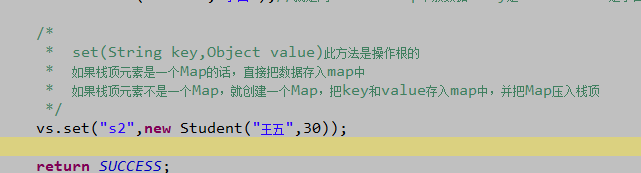 /*
* set(String key,Object value)此方法是操作根的
* 如果栈顶元素是一个Map的话，直接把数据存入map中
* 如果栈顶元素不是一个Map，就创建一个Map，把key和value存入map中，并把Map压入栈顶
*/
vs.set("s2",new Student("王五",30));
return SUCCESS;